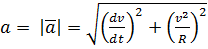 a = |a̅| = √((dv/dt)² + (v²/R)²)